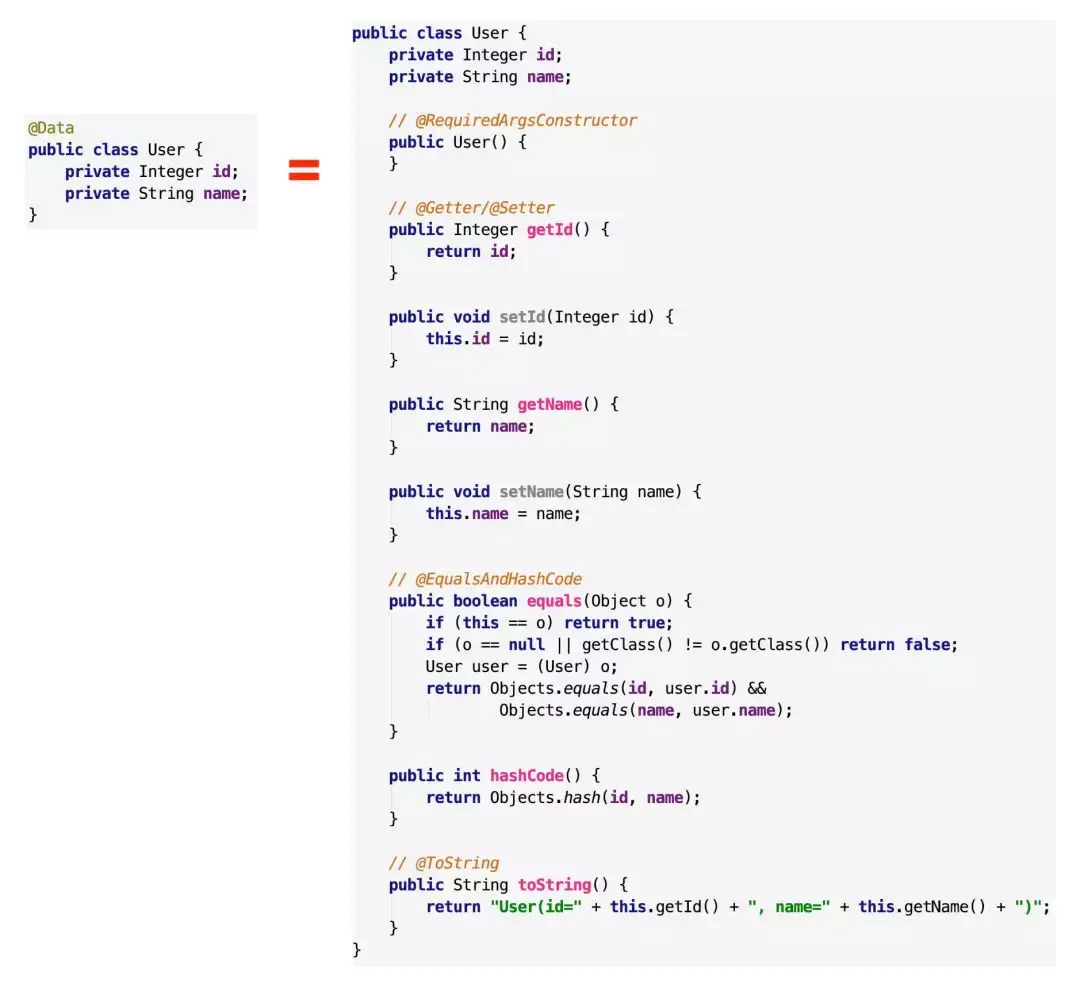 @Data
public class User {
    private Integer id;
    private String name;
}
=
public class User {
    private Integer id;
    private String name;

    // @RequiredArgsConstructor
    public User() {
    }

    // @Getter/@Setter
    public Integer getId() {
        return id;
    }

    public void setId(Integer id) {
        this.id = id;
    }

    public String getName() {
        return name;
    }

    public void setName(String name) {
        this.name = name;
    }

    // @EqualsAndHashCode
    public boolean equals(Object o) {
        if (this == o) return true;
        if (o == null || getClass() != o.getClass()) return false;
        User user = (User) o;
        return Objects.equals(id, user.id) &&
                Objects.equals(name, user.name);
    }

    public int hashCode() {
        return Objects.hash(id, name);
    }

    // @ToString
    public String toString() {
        return "User(id=" + this.getId() + ", name=" + this.getName() + ")";
    }
}